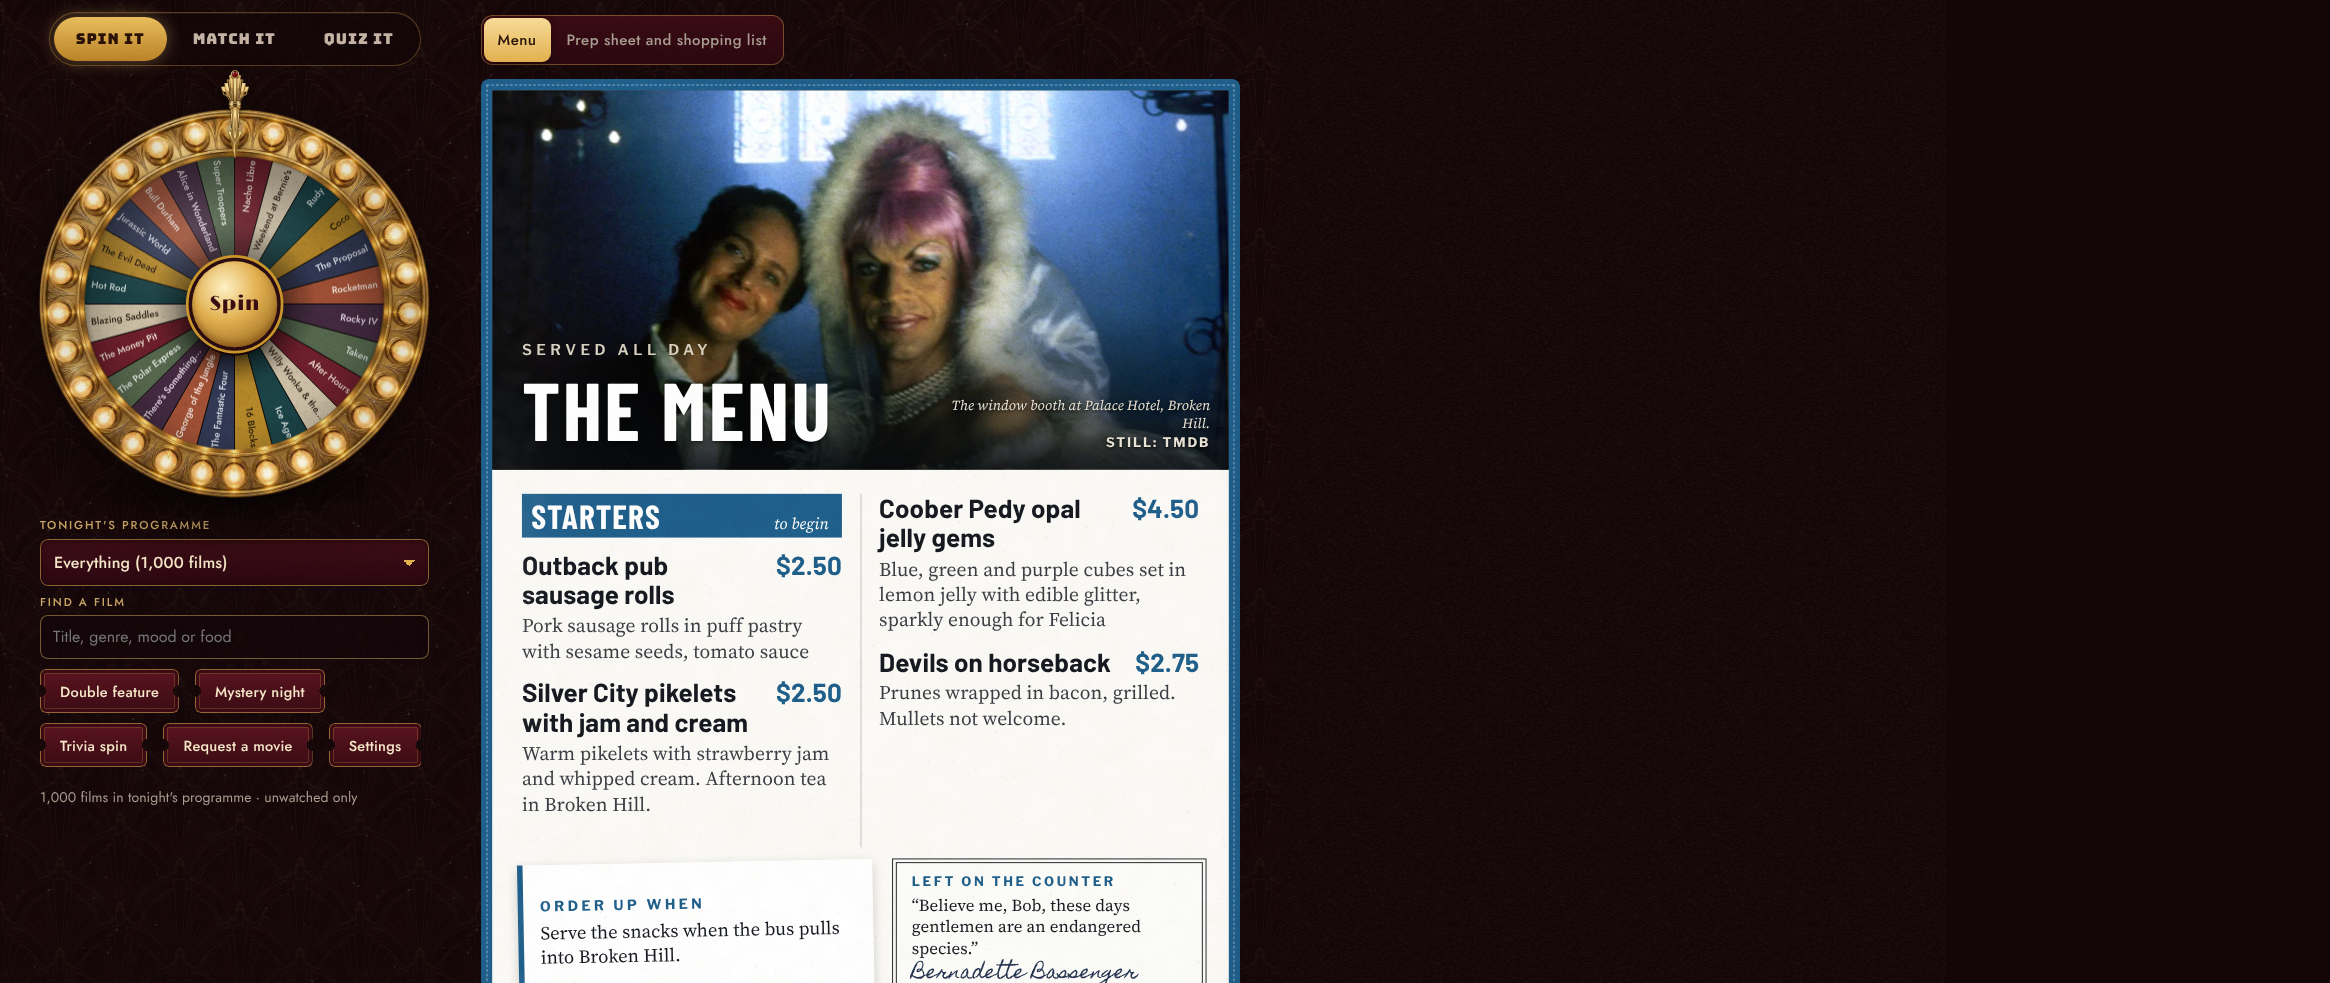 SPIN IT
MATCH IT
QUIZ IT
Menu
Prep sheet and shopping list
Super Troopers
Nacho Libre
Weekend at Bernie's
Rudy
Coco
The Proposal
Rocketman
Rocky IV
Taken
After Hours
Willy Wonka & the...
Ice Age
16 Blocks
The Fantastic Four
George of the Jungle
There's Something...
The Polar Express
The Money Pit
Blazing Saddles
Hot Rod
The Evil Dead
Jurassic World
Bull Durham
Alice in Wonderland
Spin
TONIGHT'S PROGRAMME
Everything (1,000 films)
FIND A FILM
Title, genre, mood or food
Double feature
Mystery night
Trivia spin
Request a movie
Settings
1,000 films in tonight's programme · unwatched only
SERVED ALL DAY
THE MENU
The window booth at Palace Hotel, Broken
Hill.
STILL: TMDB
STARTERS
to begin
Outback pub
sausage rolls
$2.50
Pork sausage rolls in puff pastry
with sesame seeds, tomato sauce
Silver City pikelets
with jam and cream
$2.50
Warm pikelets with strawberry jam
and whipped cream. Afternoon tea
in Broken Hill.
Coober Pedy opal
jelly gems
$4.50
Blue, green and purple cubes set in
lemon jelly with edible glitter,
sparkly enough for Felicia
Devils on horseback
$2.75
Prunes wrapped in bacon, grilled.
Mullets not welcome.
ORDER UP WHEN
Serve the snacks when the bus pulls
into Broken Hill.
LEFT ON THE COUNTER
“Believe me, Bob, these days
gentlemen are an endangered
species.”
Bernadette Bassenger